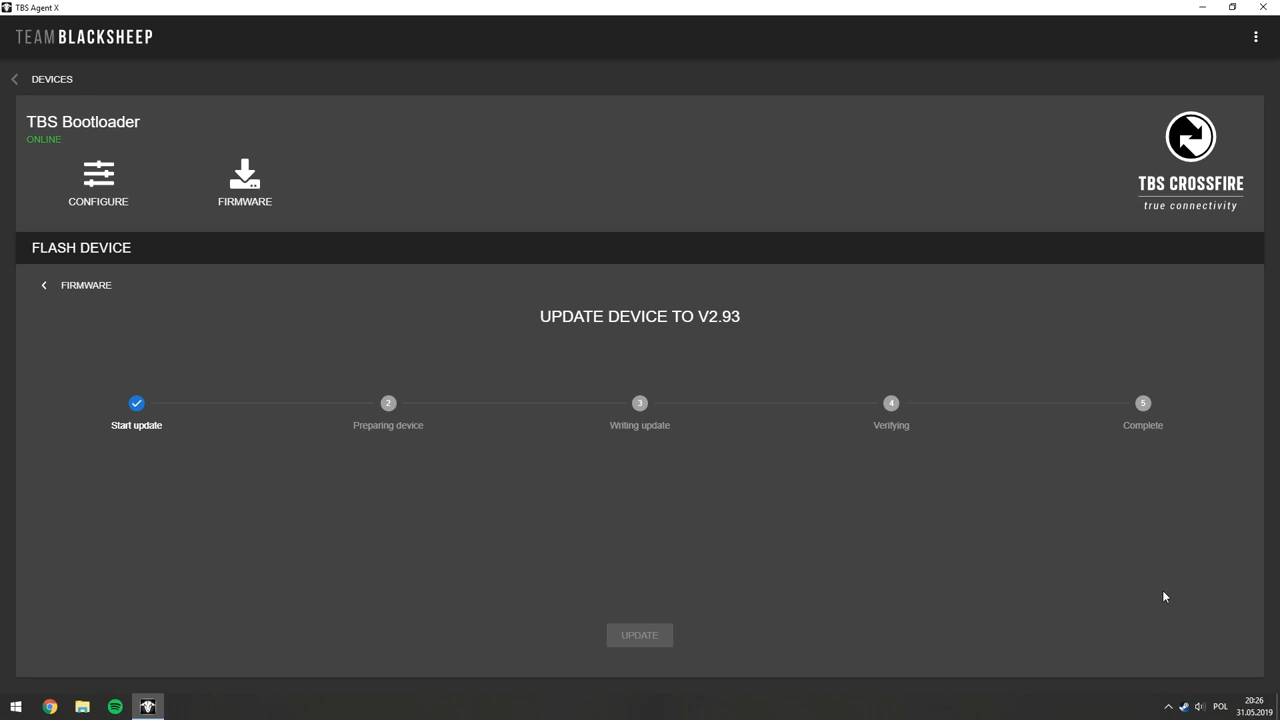 TBS Agent X
TEAMBLACKSHEEP
DEVICES
TBS Bootloader
ONLINE
CONFIGURE
FIRMWARE
TBS CROSSFIRE
true connectivity
FLASH DEVICE
FIRMWARE
UPDATE DEVICE TO V2.93
2
3
4
5
Start update
Preparing device
Writing update
Verifying
Complete
UPDATE
POL
20:26
31.05.2019